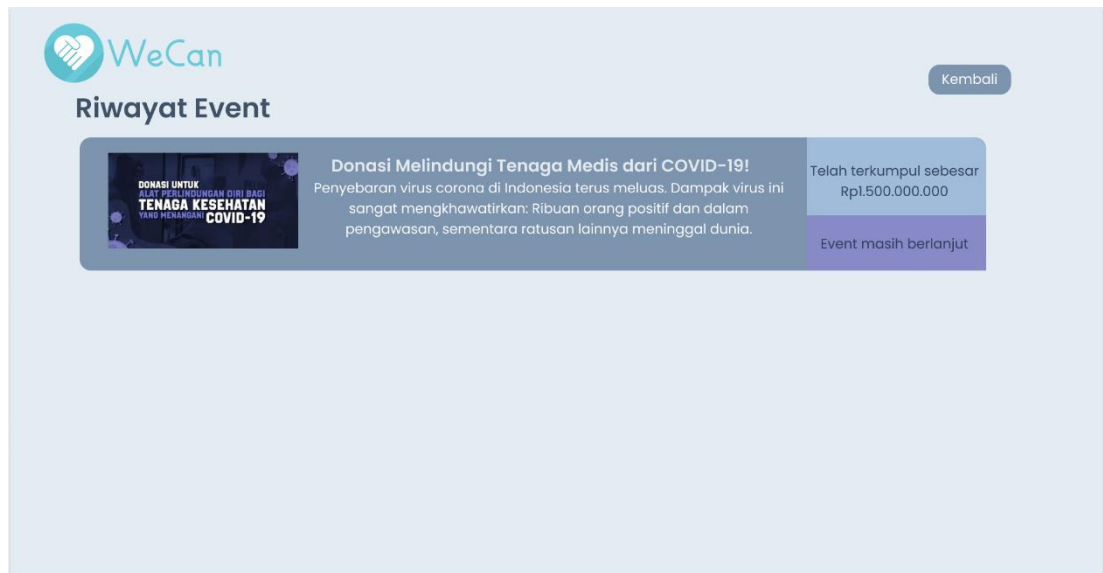 WeCan
Kembali
Riwayat Event
DONASI UNTUK
ALAT PERLINDUNGAN DIRI BAGI
TENAGA KESEHATAN
YANG MENANGANI COVID-19
Donasi Melindungi Tenaga Medis dari COVID-19!
Penyebaran virus corona di Indonesia terus meluas. Dampak virus ini
sangat mengkhawatirkan: Ribuan orang positif dan dalam
pengawasan, sementara ratusan lainnya meninggal dunia.
Telah terkumpul sebesar
Rp1.500.000.000
Event masih berlanjut